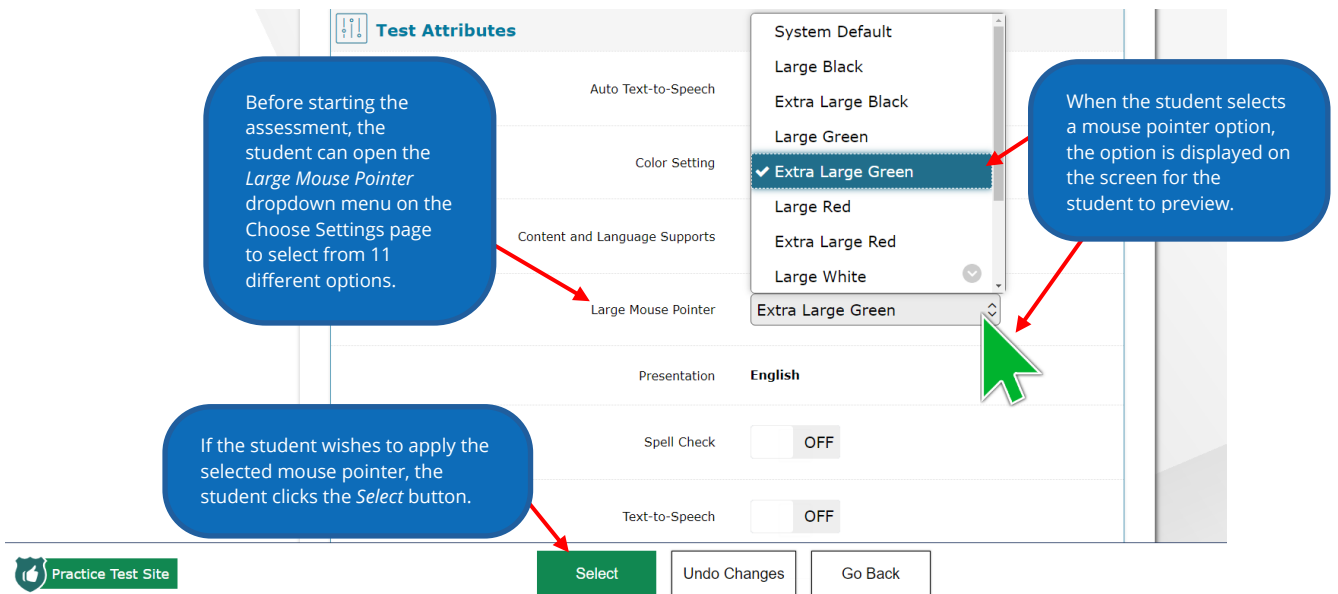 Test Attributes
Before starting the
assessment, the
student can open the
Large Mouse Pointer
dropdown menu on the
Choose Settings page
to select from 11
different options.
Auto Text-to-Speech
Color Setting
Content and Language Supports
Large Mouse Pointer
System Default
Large Black
Extra Large Black
Large Green
Extra Large Green
Large Red
Extra Large Red
Large White
Extra Large Green
When the student selects
a mouse pointer option,
the option is displayed on
the screen for the
student to preview.
Presentation English
If the student wishes to apply the
selected mouse pointer, the
student clicks the Select button.
Spell Check OFF
Text-to-Speech OFF
Practice Test Site
Select
Undo Changes
Go Back